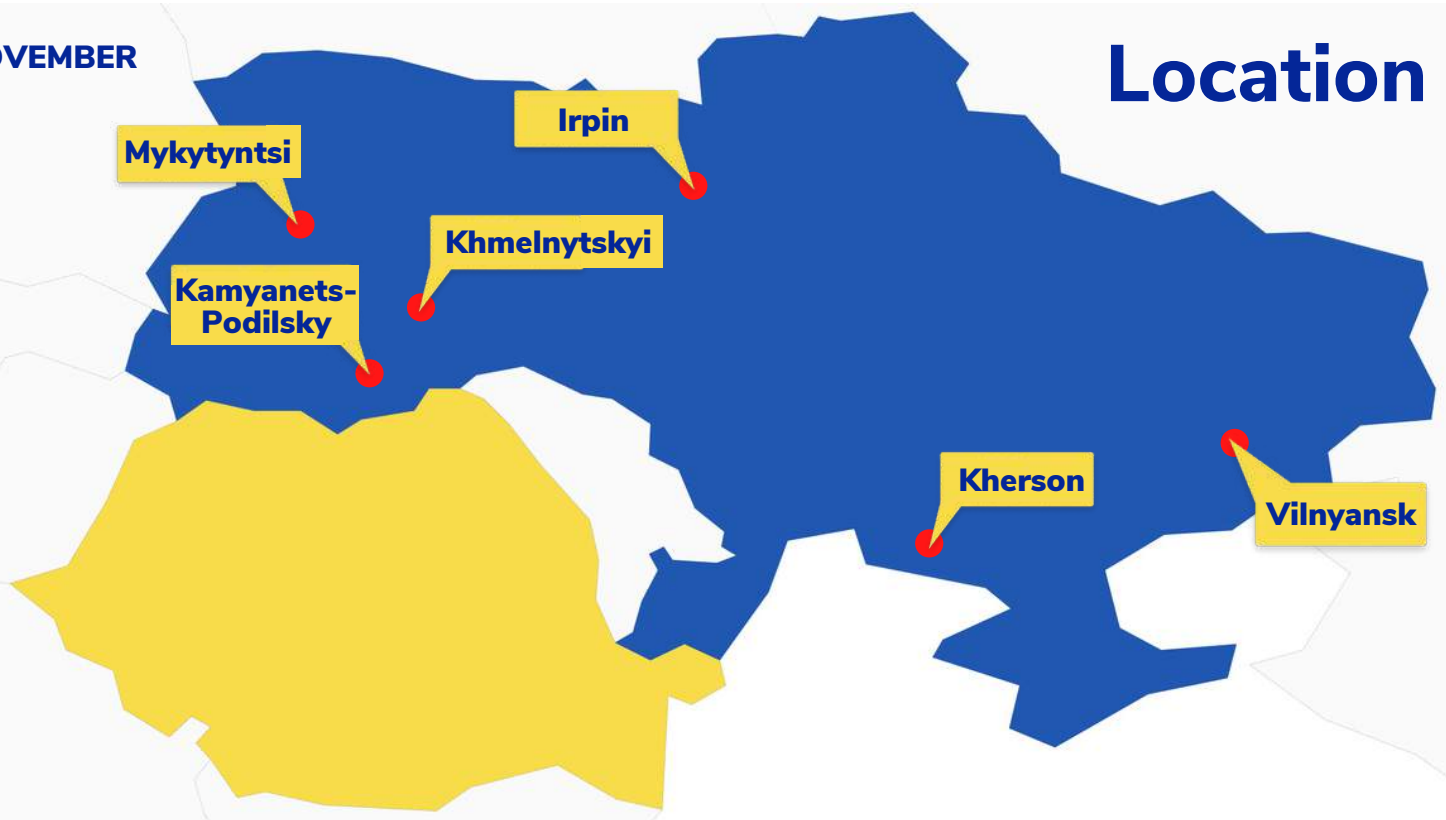 OVEMBER
Location
Irpin
Mykytyntsi
Khmelnytskyi
Kamyanets-
Podilsky
Kherson
Vilnyansk